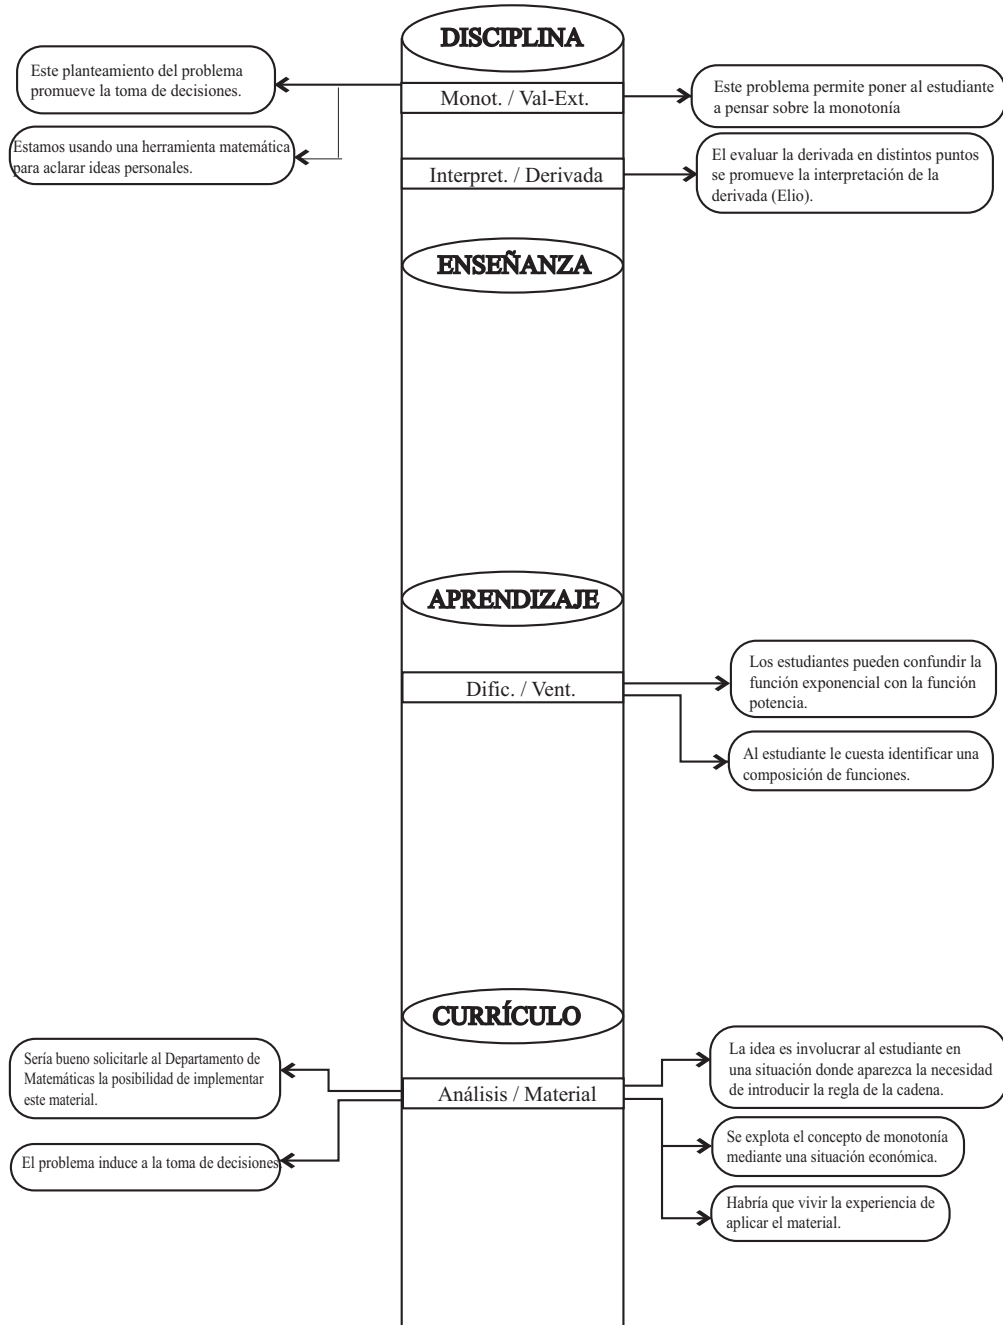 DISCIPLINA
Este planteamiento del problema
promueve la toma de decisiones.
Monot. / Val-Ext.
Este problema permite poner al estudiante
a pensar sobre la monotonía
Estamos usando una herramienta matemática
para aclarar ideas personales.
Interpret. / Derivada
El evaluar la derivada en distintos puntos
se promueve la interpretación de la
derivada (Elio).
ENSEÑANZA
APRENDIZAJE
Dific. / Vent.
Los estudiantes pueden confundir la
función exponencial con la función
potencia.
Al estudiante le cuesta identificar una
composición de funciones.
CURRÍCULO
Sería bueno solicitarle al Departamento de
Matemáticas la posibilidad de implementar
este material.
Análisis / Material
La idea es involucrar al estudiante en
una situación donde aparezca la necesidad
de introducir la regla de la cadena.
El problema induce a la toma de decisiones.
Se explota el concepto de monotonía
mediante una situación económica.
Habría que vivir la experiencia de
aplicar el material.